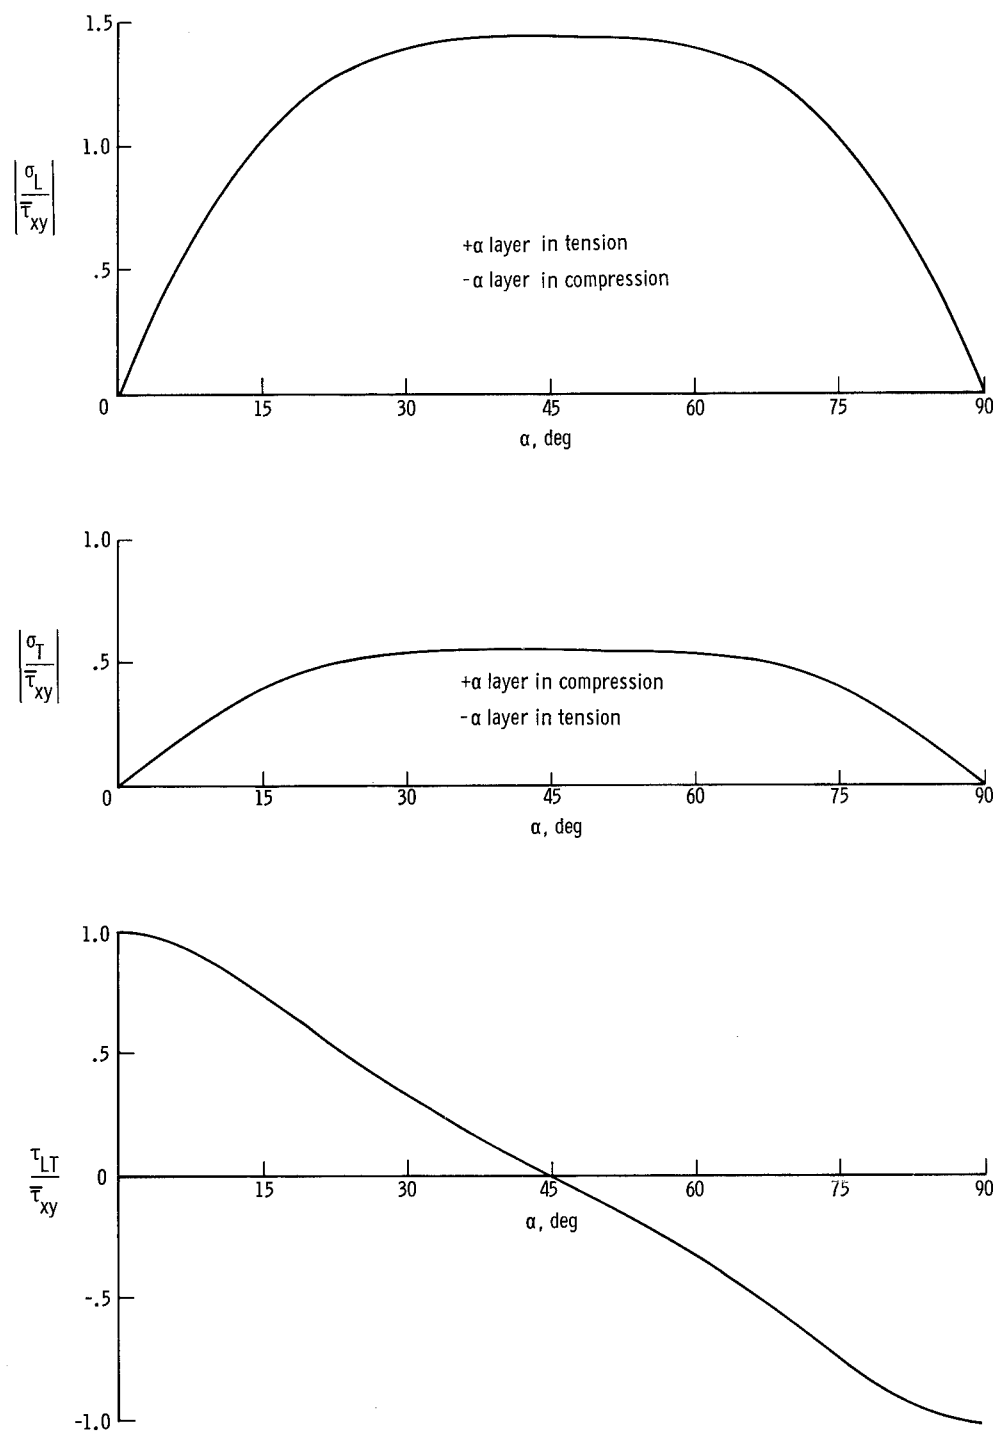 1.5
1.0
.5
0
|σL/τ̄xy|
+α layer in tension
-α layer in compression
15 30 45 60 75 90
α, deg
1.0
.5
0
|σT/τ̄xy|
+α layer in compression
-α layer in tension
15 30 45 60 75 90
α, deg
1.0
.5
0
-.5
-1.0
τLT/τ̄xy
15 30 45 60 75 90
α, deg